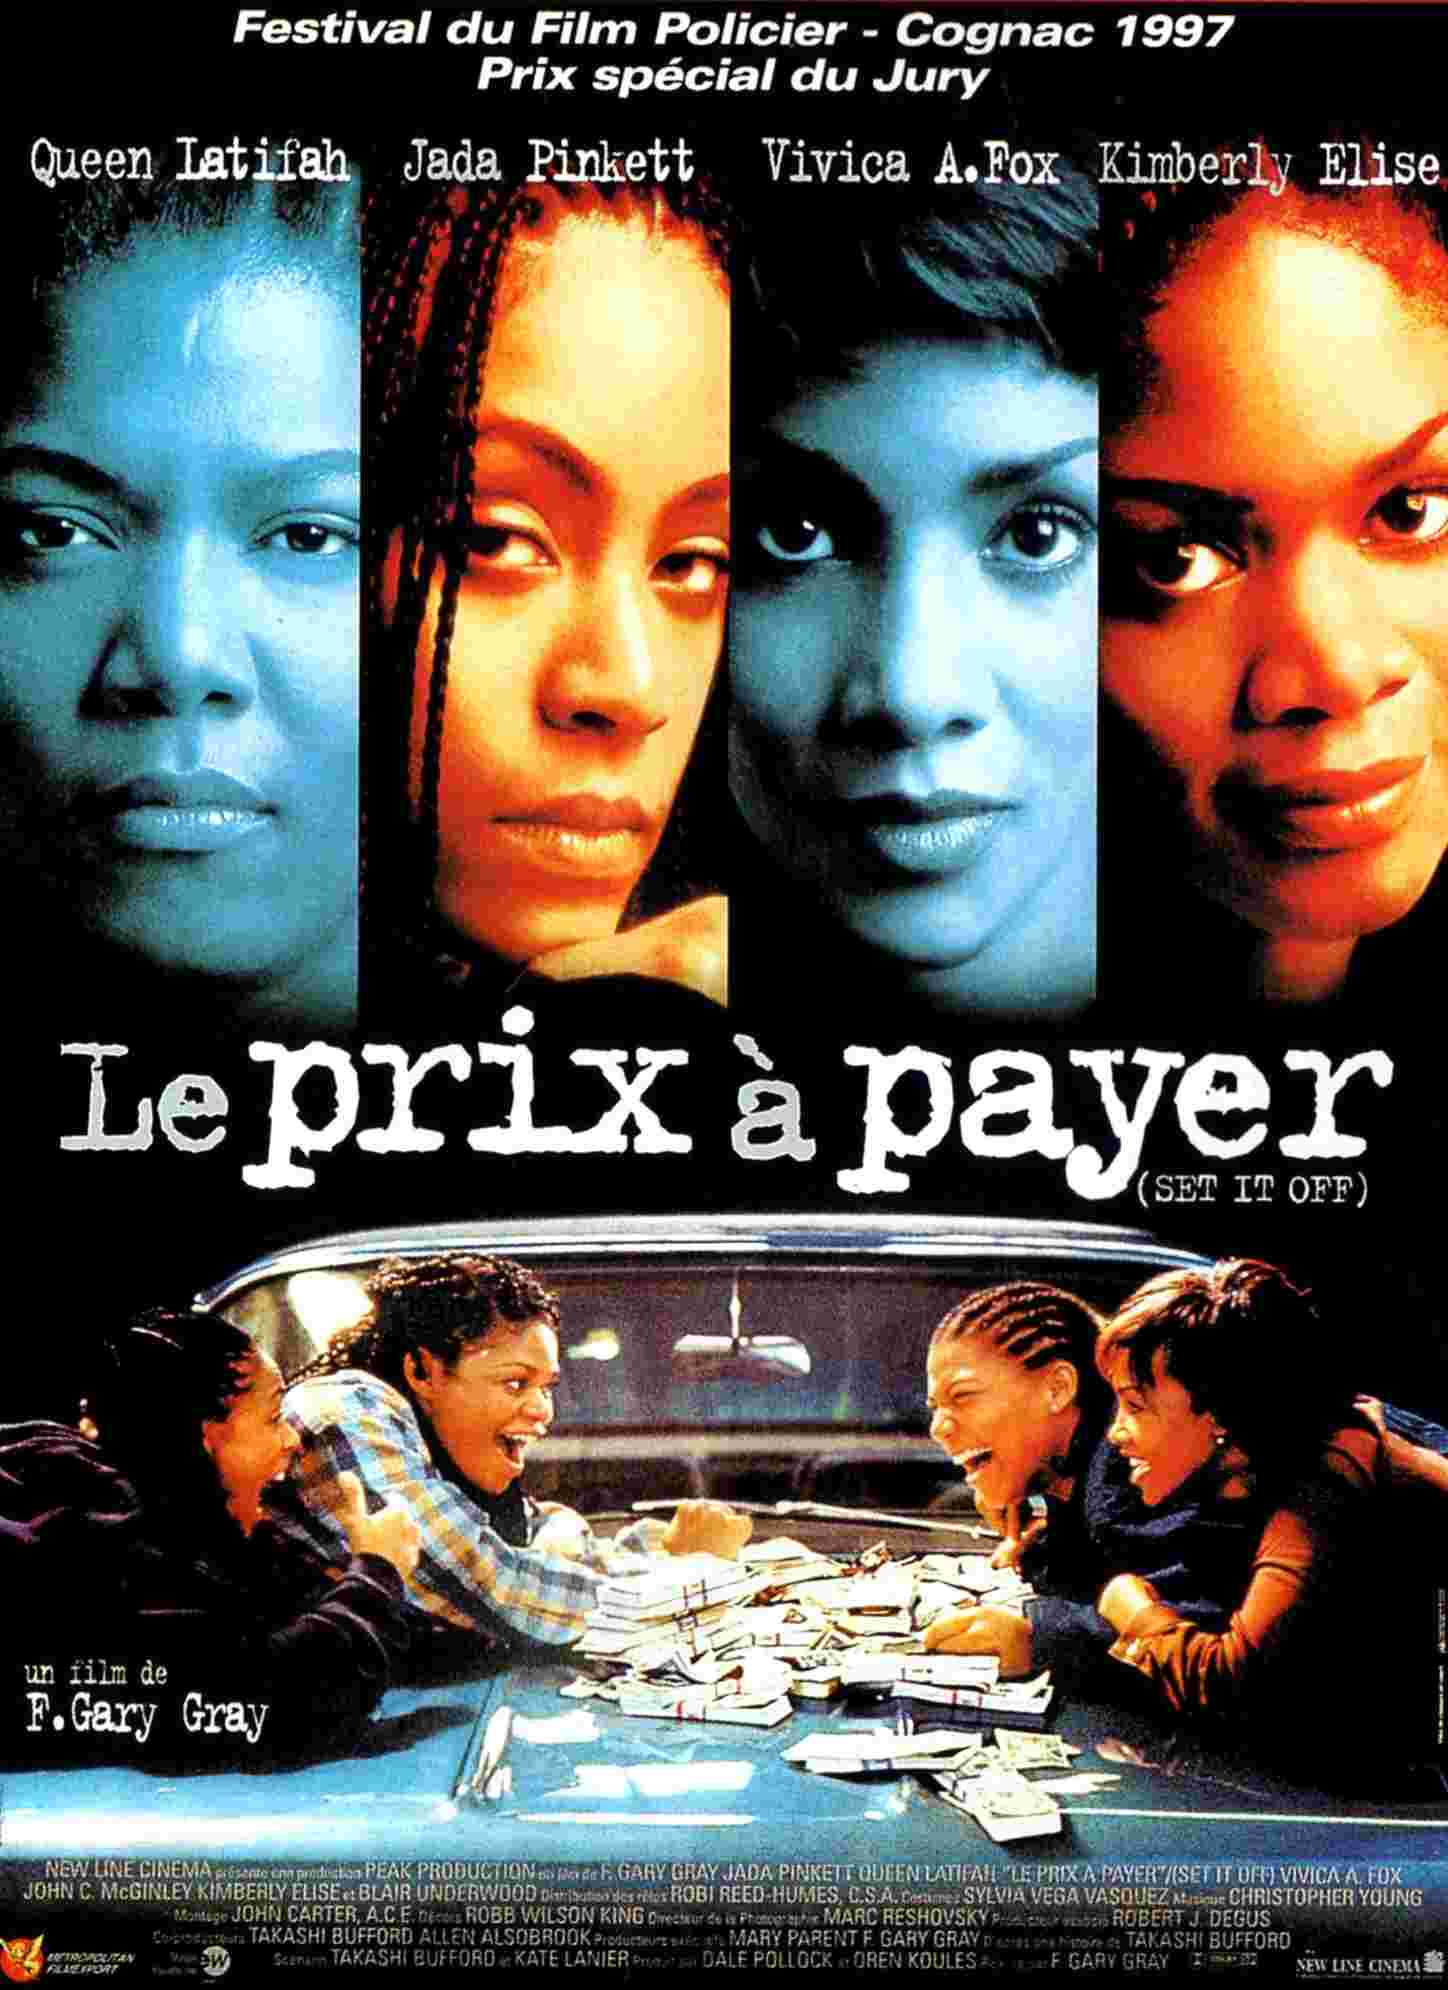 Festival du Film Policier - Cognac 1997
Prix spécial du Jury
Queen Latifah Jada Pinkett Vivica A. Fox Kimberly Elise
Le prix à payer
(SET IT OFF)
un film de
F. Gary Gray
NEW LINE CINEMA présente une production PEAK PRODUCTION un film de F. GARY GRAY JADA PINKETT QUEEN LATIFAH "LE PRIX A PAYER"/(SET IT OFF) VIVICA A. FOX
JOHN C. McGINLEY KIMBERLY ELISE et BLAIR UNDERWOOD Distribution des rôles ROBI REED-HUMES, C.S.A. Costumes SYLVIA VEGA VASQUEZ Musique CHRISTOPHER YOUNG
Montage JOHN CARTER, A.C.E. Décors ROBB WILSON KING Directeur de la Photographie MARC RESHOVSKY ROBERT J. DEGUS
Co-producteurs TAKASHI BUFFORD ALLEN ALSOBROOK Producteurs exécutifs MARY PARENT F. GARY GRAY D'après une histoire de TAKASHI BUFFORD
Scénario TAKASHI BUFFORD et KATE LANIER Produit par DALE POLLOCK et OREN KOULES F. GARY GRAY
METROPOLITAN
FILMEXPORT
NEW LINE CINEMA